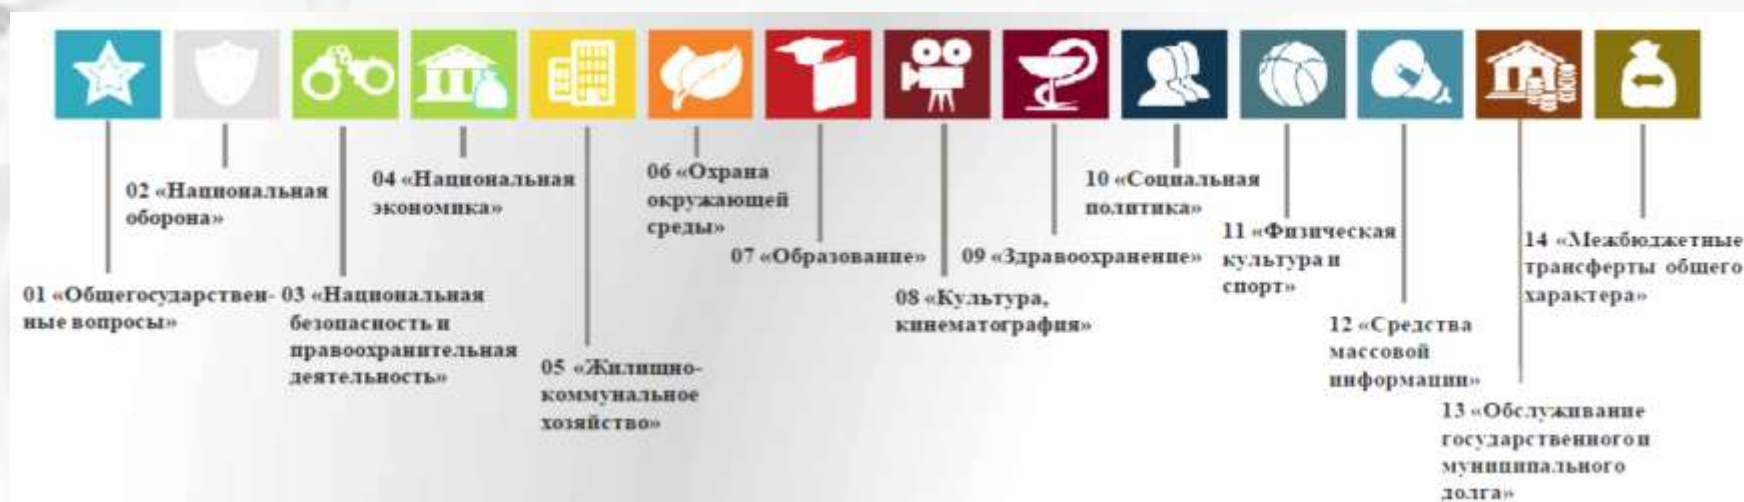 01 «Общегосударствен-
ные вопросы»
02 «Национальная
оборона»
03 «Национальная
безопасность и
правоохранительная
деятельность»
04 «Национальная
экономика»
05 «Жилищно-
коммунальное
хозяйство»
06 «Охрана
окружающей
среды»
07 «Образование»
08 «Культура,
кинематография»
09 «Здравоохранение»
10 «Социальная
политика»
11 «Физическая
культура и
спорт»
12 «Средства
массовой
информации»
13 «Обслуживание
государственного и
муниципального
долга»
14 «Межбюджетные
трансферты общего
характера»